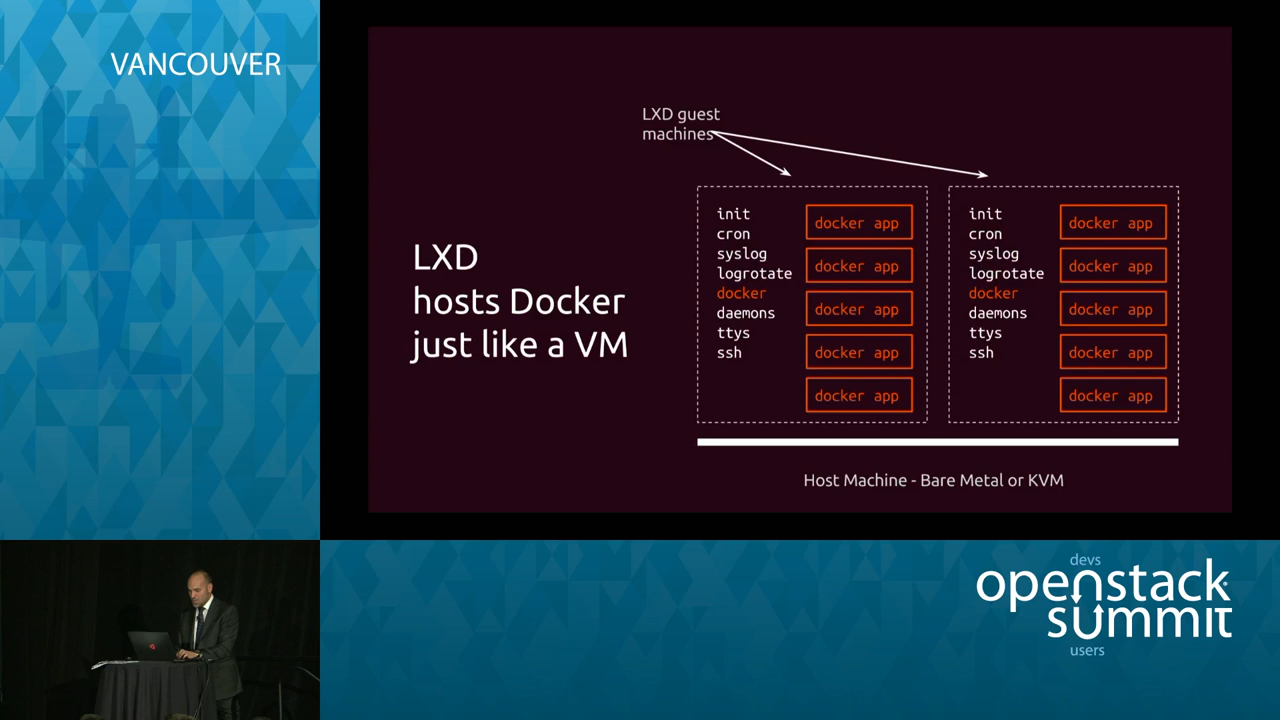 VANCOUVER
LXD guest
machines
LXD
hosts Docker
just like a VM
init
cron
syslog
logrotate
docker
daemons
ttys
ssh
docker app
docker app
docker app
docker app
docker app
init
cron
syslog
logrotate
docker
daemons
ttys
ssh
docker app
docker app
docker app
docker app
docker app
Host Machine - Bare Metal or KVM
devs
openstack
summit
users